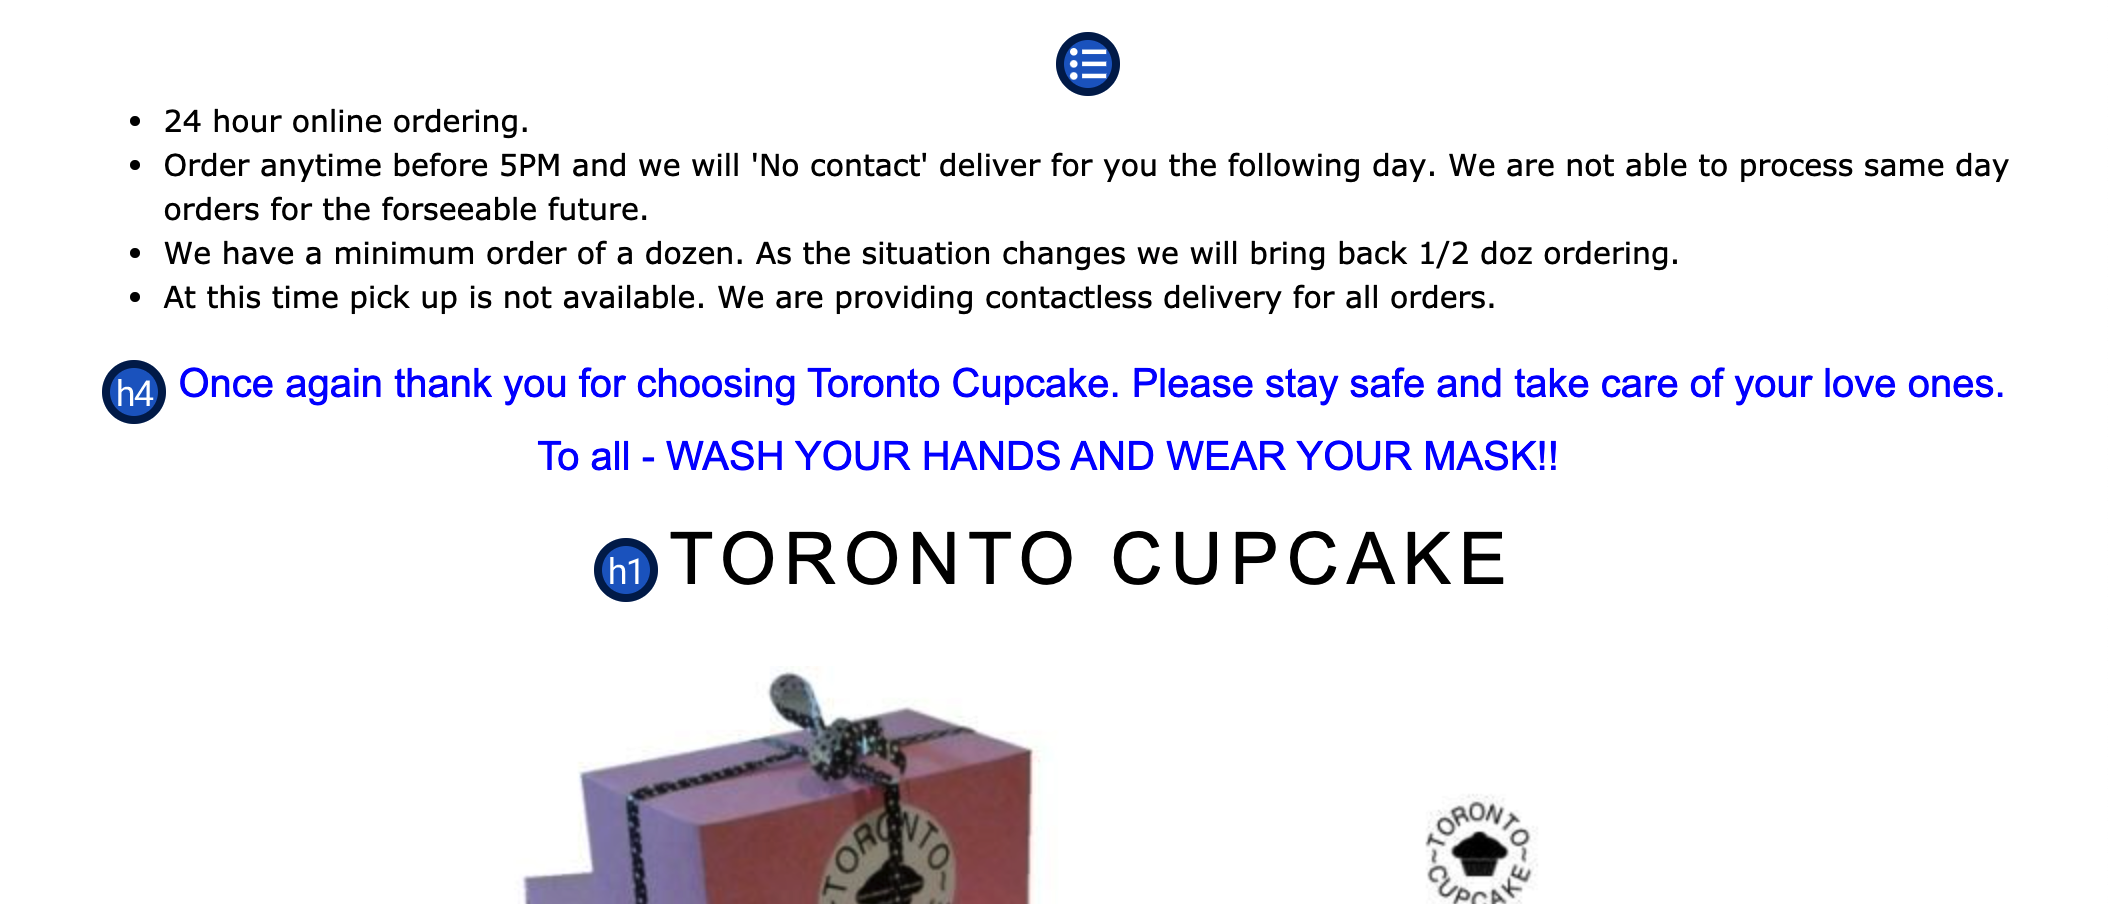 24 hour online ordering.
Order anytime before 5PM and we will 'No contact' deliver for you the following day. We are not able to process same day
orders for the forseeable future.
We have a minimum order of a dozen. As the situation changes we will bring back 1/2 doz ordering.
At this time pick up is not available. We are providing contactless delivery for all orders.
h4 Once again thank you for choosing Toronto Cupcake. Please stay safe and take care of your love ones.
To all - WASH YOUR HANDS AND WEAR YOUR MASK!!
h1 TORONTO CUPCAKE
TORONTO
~TORONTO~
CUPCAKE